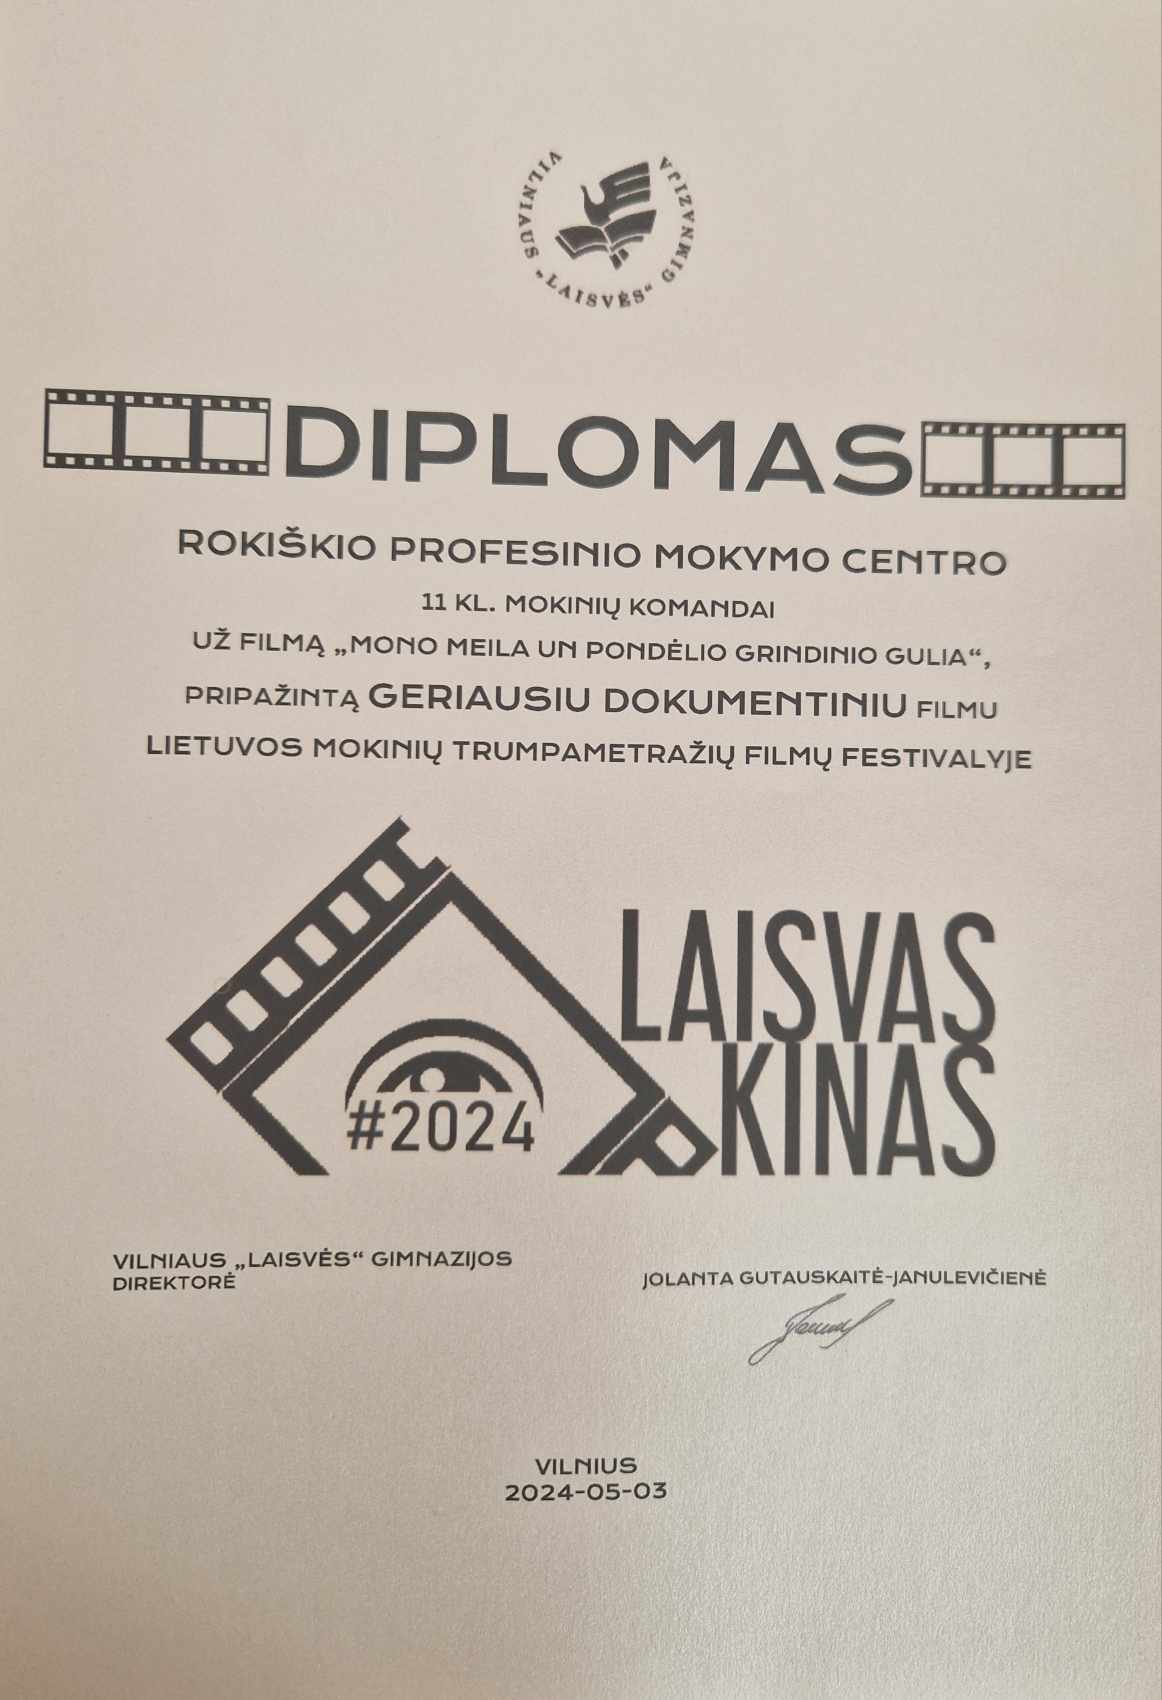 VILNIAUS „LAISVĖS“ GIMNAZIJA
DIPLOMAS
ROKIŠKIO PROFESINIO MOKYMO CENTRO
11 KL. MOKINIŲ KOMANDAI
UŽ FILMĄ „MONO MEILA UN PONDĖLIO GRINDINIO GULIA“,
PRIPAŽINTĄ GERIAUSIU DOKUMENTINIU FILMU
LIETUVOS MOKINIŲ TRUMPAMETRAŽIŲ FILMŲ FESTIVALYJE
LAISVAS
KINAS
#2024
VILNIAUS „LAISVĖS“ GIMNAZIJOS
DIREKTORĖ
JOLANTA GUTAUSKAITĖ-JANULEVIČIENĖ
VILNIUS
2024-05-03